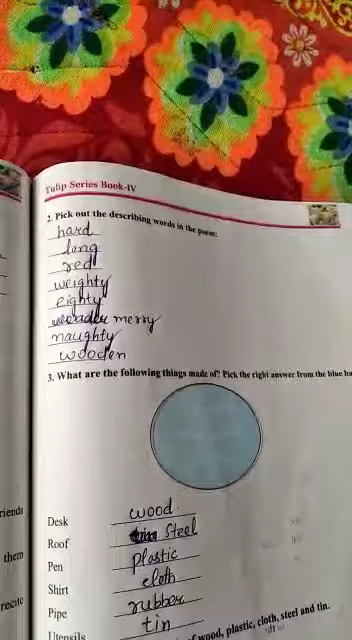 Tulip Series Book-IV
2. Pick out the describing words in the poem:
hard
long
red
weighty
eighty
merry
naughty
wooden
3. What are the following things made of? Pick the right answer from the blue
Desk wood.
Roof Steel
Pen plastic
Shirt cloth
Pipe rubber
Utensils tin
of wood, plastic, cloth, steel and tin.
riends
them
recite